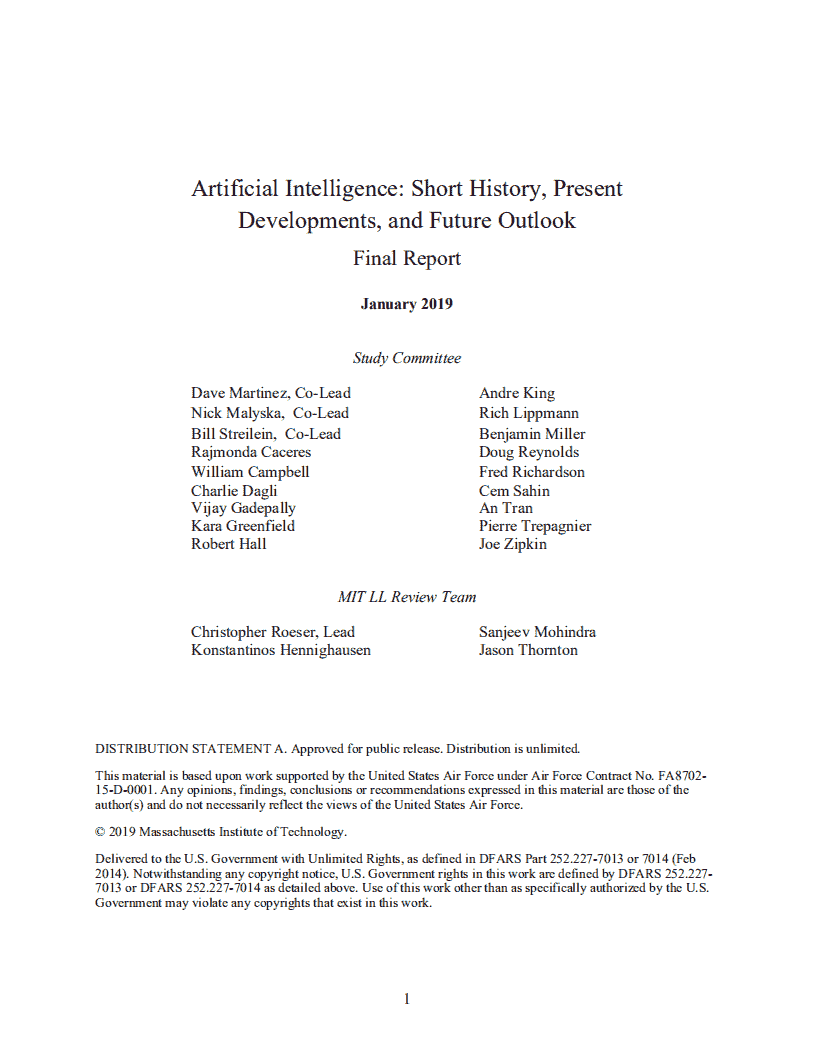 Artificial Intelligence: Short History, Present
Developments, and Future Outlook
Final Report
January 2019
Study Committee
Dave Martinez, Co-Lead
Nick Malyska, Co-Lead
Bill Streilein, Co-Lead
Rajmonda Caceres
William Campbell
Charlie Dagli
Vijay Gadepally
Kara Greenfield
Robert Hall
Andre King
Rich Lippmann
Benjamin Miller
Doug Reynolds
Fred Richardson
Cem Sahin
An Tran
Pierre Trepagnier
Joe Zipkin
MIT LL Review Team
Christopher Roeser, Lead
Konstantinos Hennighausen
Sanjeev Mohindra
Jason Thornton
DISTRIBUTION STATEMENT A. Approved for public release. Distribution is unlimited.
This material is based upon work supported by the United States Air Force under Air Force Contract No. FA8702-
15-D-0001. Any opinions, findings, conclusions or recommendations expressed in this material are those of the
author(s) and do not necessarily reflect the views of the United States Air Force.
© 2019 Massachusetts Institute of Technology.
Delivered to the U.S. Government with Unlimited Rights, as defined in DFARS Part 252.227-7013 or 7014 (Feb
2014). Notwithstanding any copyright notice, U.S. Government rights in this work are defined by DFARS 252.227-
7013 or DFARS 252.227-7014 as detailed above. Use of this work other than as specifically authorized by the U.S.
Government may violate any copyrights that exist in this work.
1